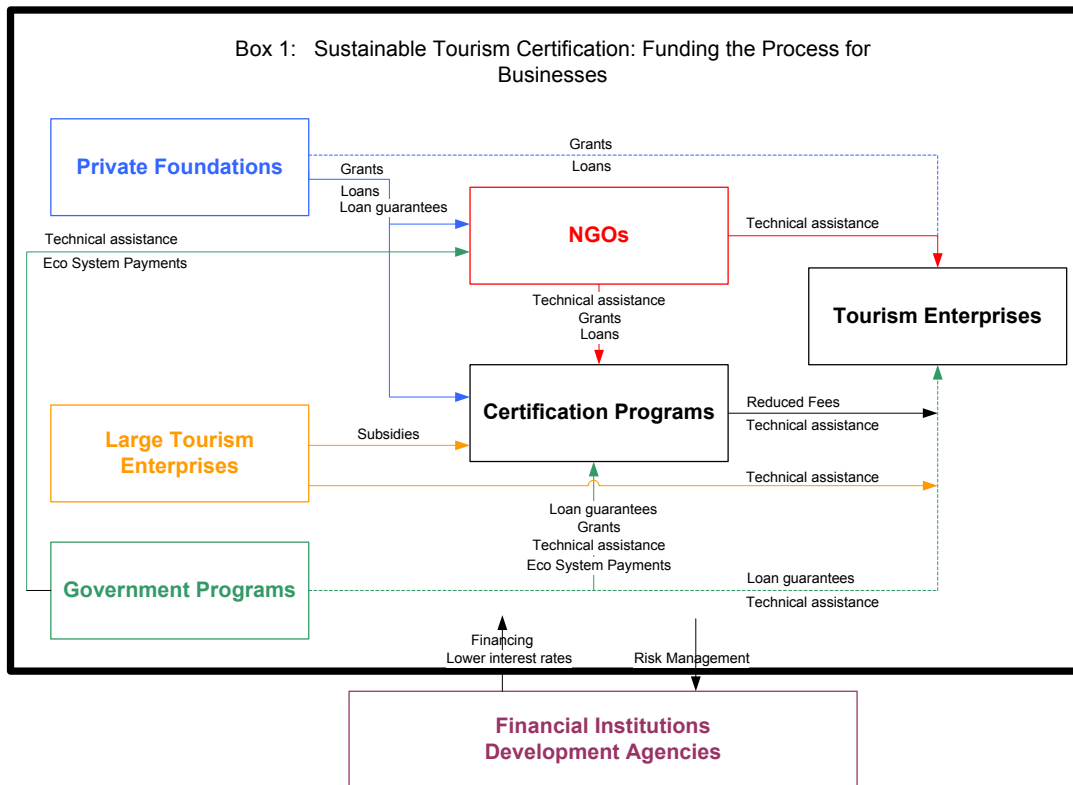 Box 1: Sustainable Tourism Certification: Funding the Process for
Businesses
Private Foundations
Grants
Loans
Grants
Loans
Loan guarantees
NGOs
Technical assistance
Technical assistance
Eco System Payments
Technical assistance
Grants
Loans
Tourism Enterprises
Certification Programs
Reduced Fees
Technical assistance
Large Tourism
Enterprises
Subsidies
Technical assistance
Loan guarantees
Grants
Technical assistance
Eco System Payments
Government Programs
Loan guarantees
Technical assistance
Financing
Lower interest rates
Risk Management
Financial Institutions
Development Agencies